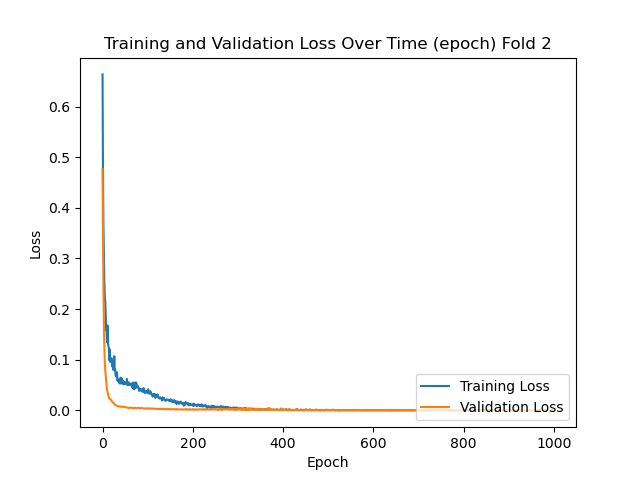 Training and Validation Loss Over Time (epoch) Fold 2
Loss
0.6
0.5
0.4
0.3
0.2
0.1
0.0
Training Loss
Validation Loss
0 200 400 600 800 1000
Epoch